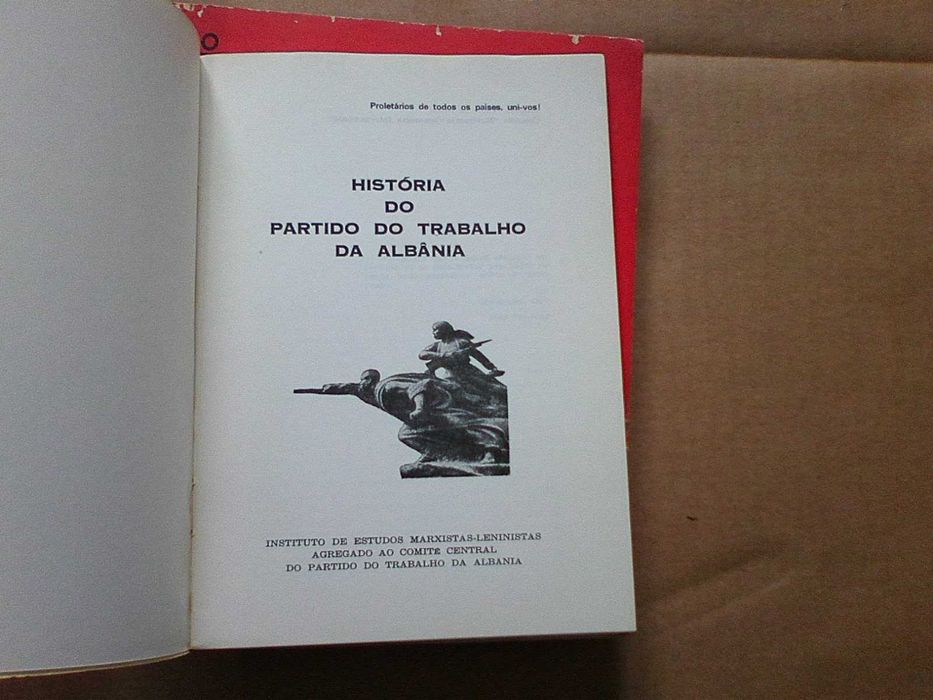 O
Proletários de todos os países, uni-vos!
HISTÓRIA
DO
PARTIDO DO TRABALHO
DA ALBÂNIA
INSTITUTO DE ESTUDOS MARXISTAS-LENINISTAS
AGREGADO AO COMITÉ CENTRAL
DO PARTIDO DO TRABALHO DA ALBANIA